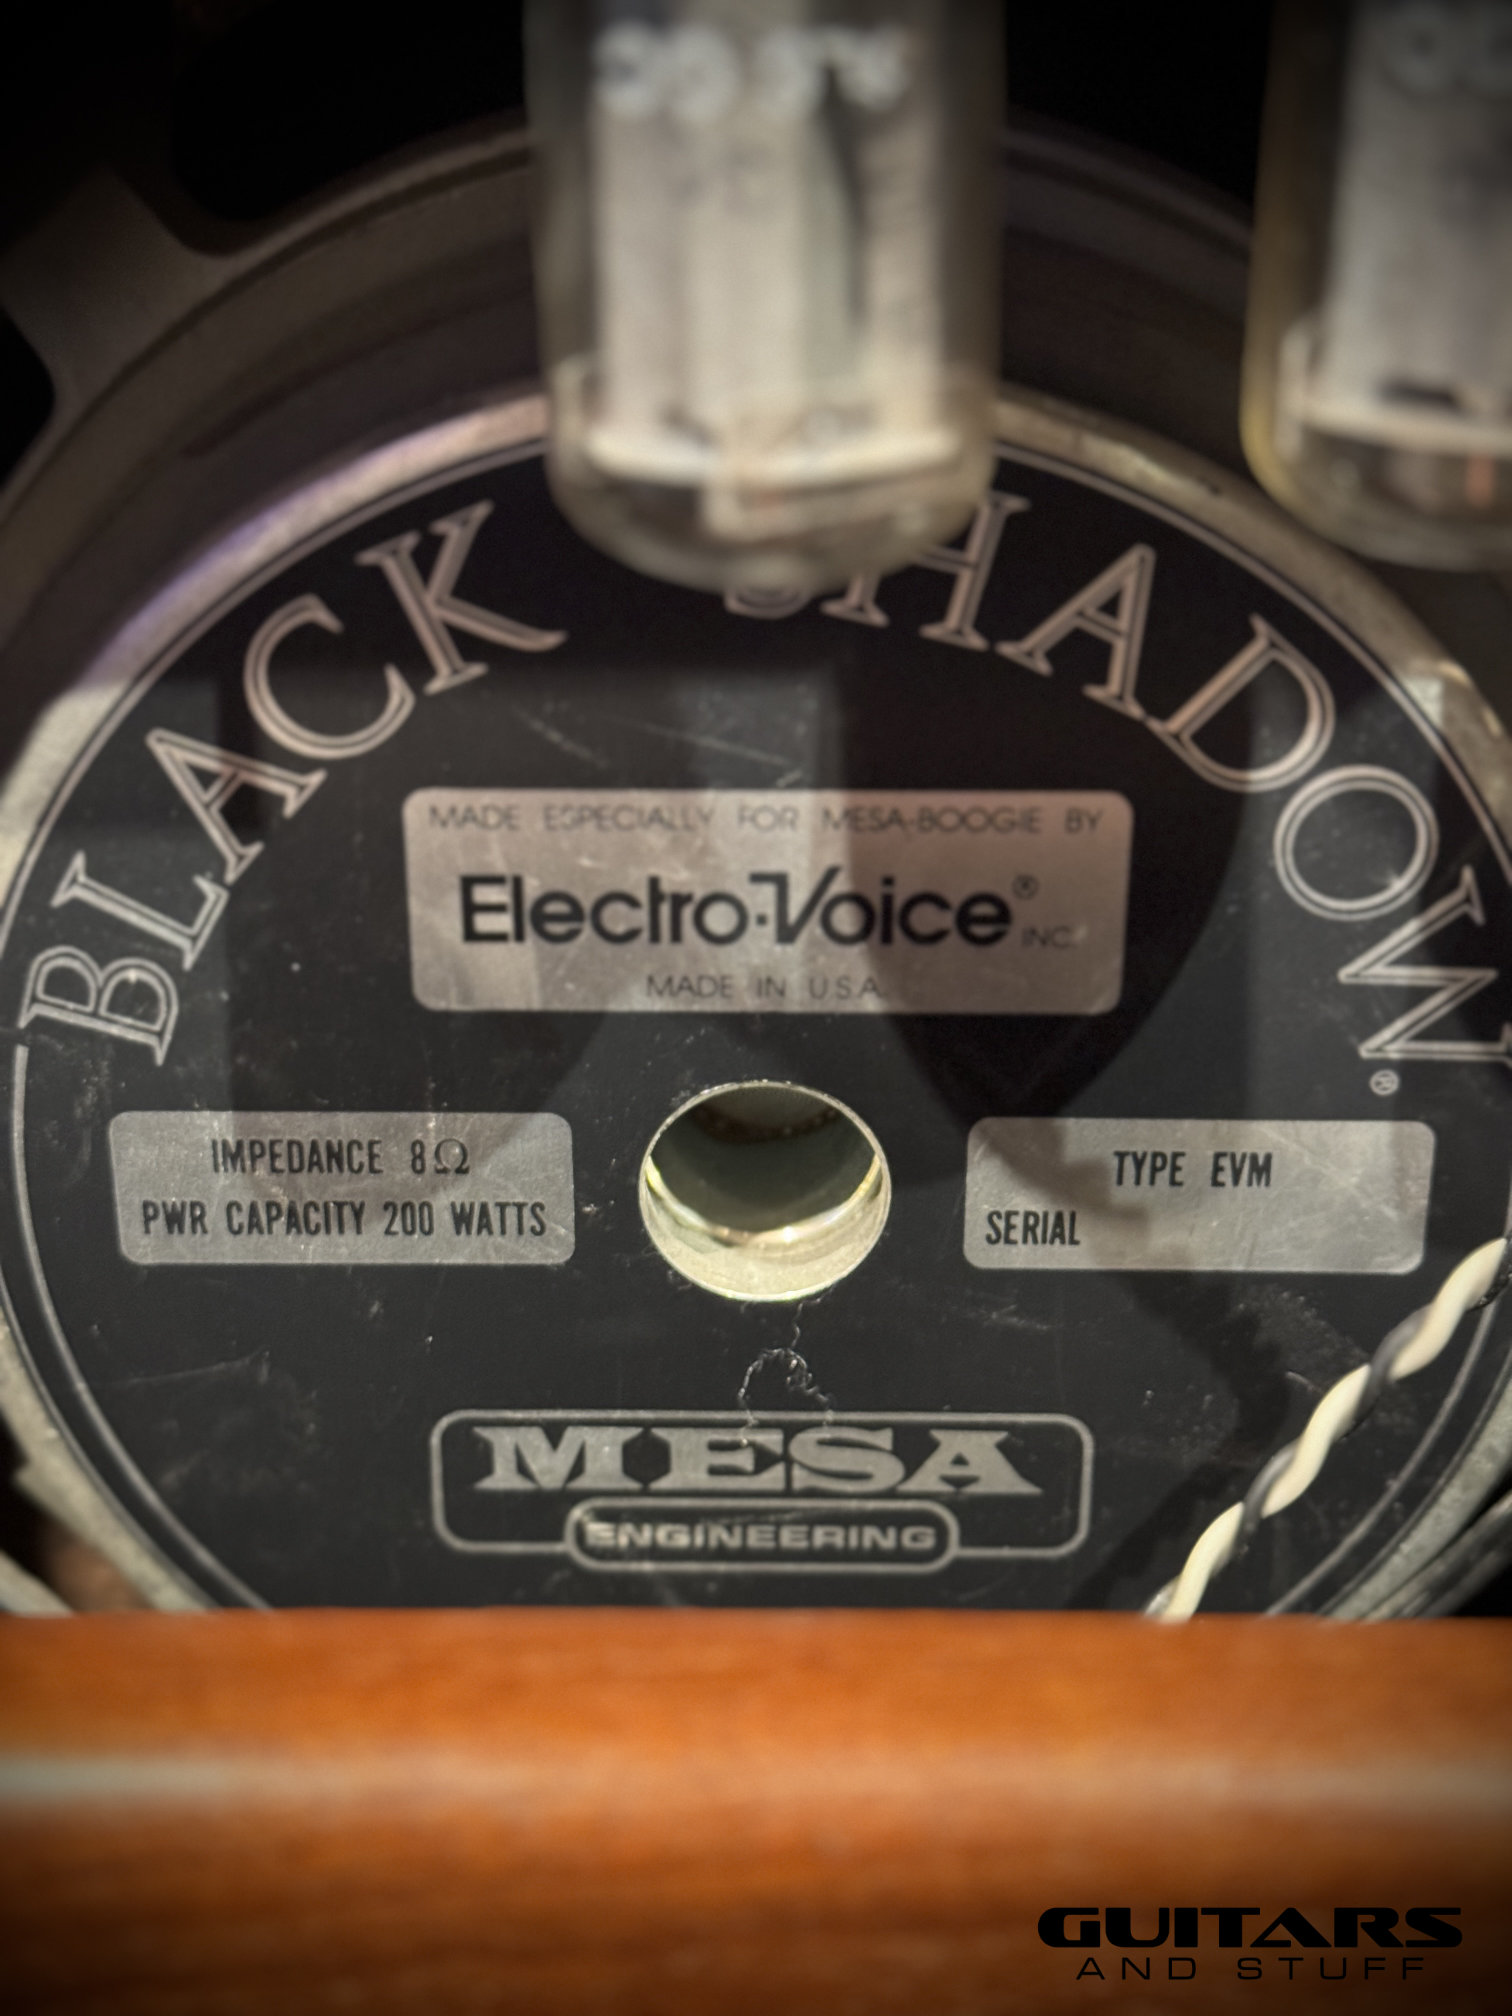 BLACK SHADOW®
MADE ESPECIALLY FOR MESA-BOOGIE BY
Electro-Voice® INC.
MADE IN U.S.A.
IMPEDANCE 8Ω
PWR CAPACITY 200 WATTS
TYPE EVM
SERIAL
MESA
ENGINEERING
GUITARS
AND STUFF